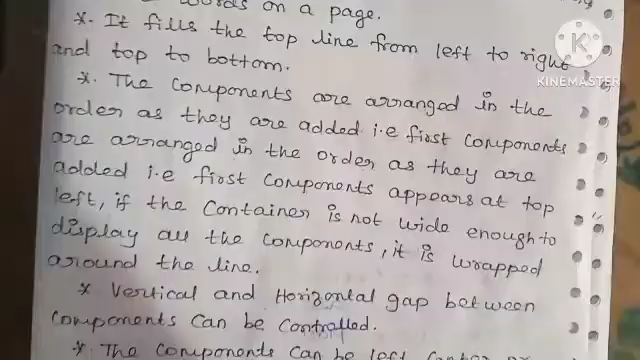 words on a page.
*. It fills the top line from left to right
and top to bottom.
*. The components are arranged in the
order as they are added i.e first components
are arranged in the order as they are
added i.e first components appears at top
left, if the container is not wide enough to
display all the components, it is wrapped
around the line.
* Vertical and Horizontal gap between
components can be controlled.
* The components can be left
K
KINEMASTER